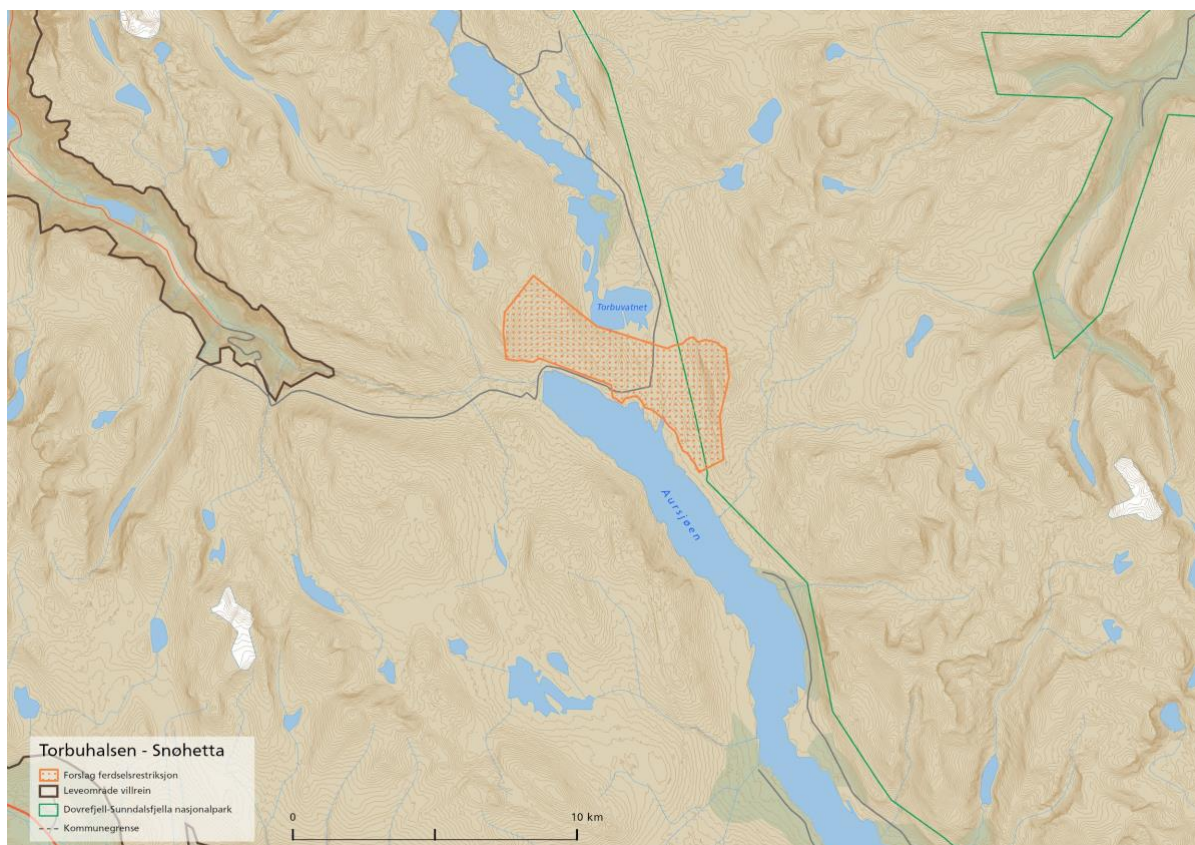 Torbuvatnet
Aursjøen
Torbuhalsen - Snøhetta
Forslag ferdselsrestriksjon
Leveområde villrein
Dovrefjell-Sunndalsfjella nasjonalpark
Kommunegrense
0
10 km